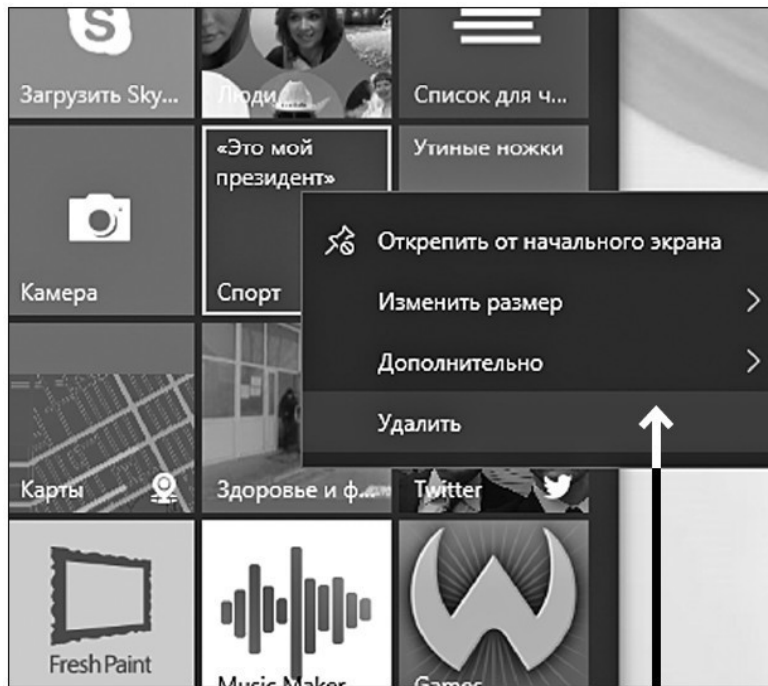 Загрузить Sky...
Люди
Список для ч...
«Это мой
президент»
Утиные ножки
Камера
Спорт
Открепить от начального экрана
Изменить размер
Дополнительно
Удалить
Карты
Здоровье и ф...
Twitter
Fresh Paint
Music Maker
Games